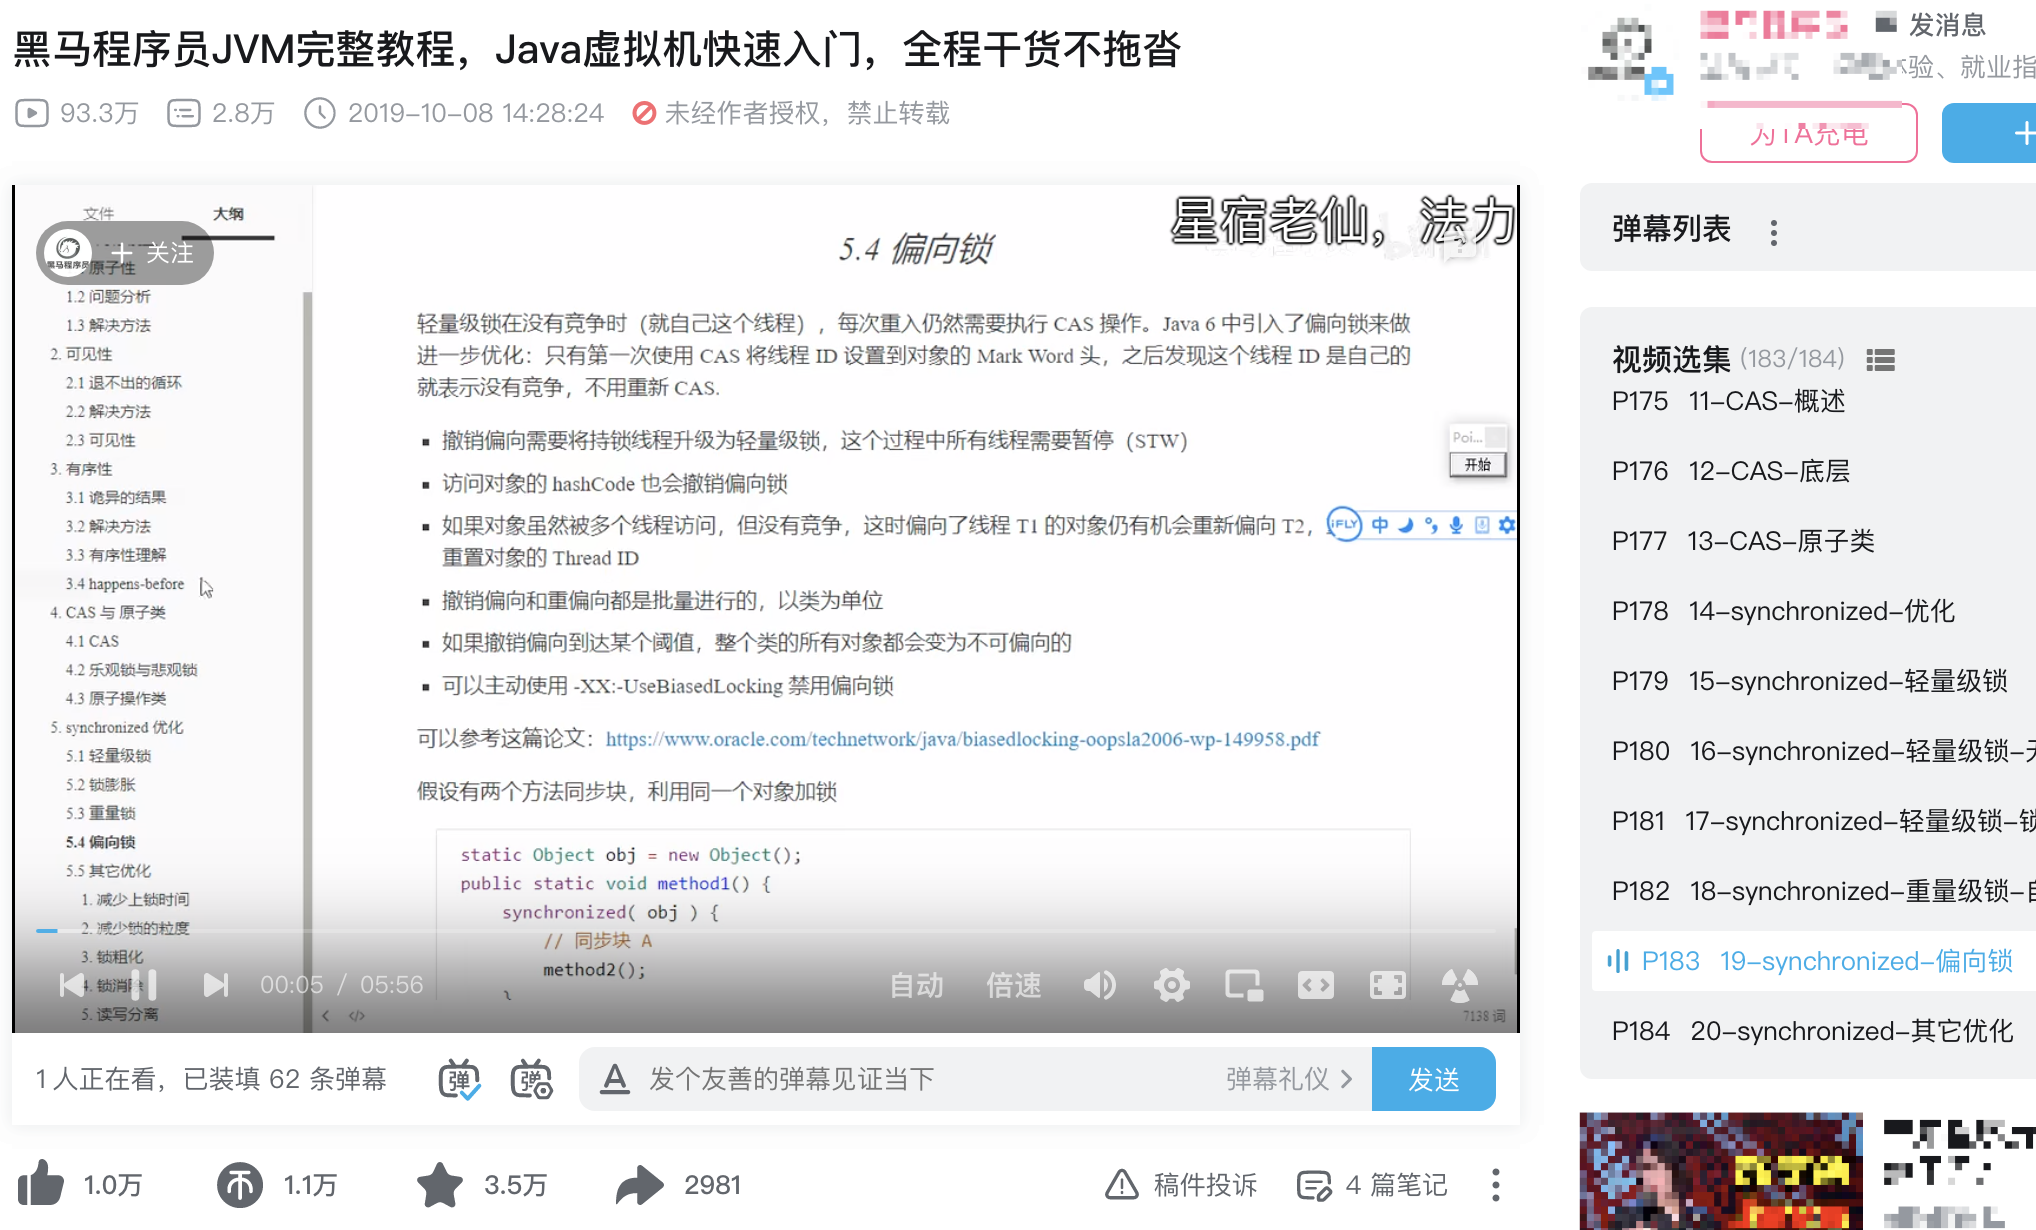 黑马程序员JVM完整教程，Java虚拟机快速入门，全程干货不拖沓
93.3万 2.8万 2019-10-08 14:28:24 未经作者授权，禁止转载
发消息
验、就业指
为TA充电
+
文件 大纲
黑马程序员 + 关注
原子性
1.2 问题分析
1.3 解决方法
2. 可见性
2.1 退不出的循环
2.2 解决方法
2.3 可见性
3. 有序性
3.1 诡异的结果
3.2 解决方法
3.3 有序性理解
3.4 happens-before
4. CAS 与 原子类
4.1 CAS
4.2 乐观锁与悲观锁
4.3 原子操作类
5. synchronized 优化
5.1 轻量级锁
5.2 锁膨胀
5.3 重量锁
5.4 偏向锁
5.5 其它优化
1. 减少上锁时间
2. 减少锁的粒度
3. 锁粗化
4. 锁消除
5. 读写分离
星宿老仙，法力
5.4 偏向锁
轻量级锁在没有竞争时（就自己这个线程），每次重入仍然需要执行 CAS 操作。Java 6 中引入了偏向锁来做
进一步优化：只有第一次使用 CAS 将线程 ID 设置到对象的 Mark Word 头，之后发现这个线程 ID 是自己的
就表示没有竞争，不用重新 CAS.
▪ 撤销偏向需要将持锁线程升级为轻量级锁，这个过程中所有线程需要暂停（STW）
▪ 访问对象的 hashCode 也会撤销偏向锁
▪ 如果对象虽然被多个线程访问，但没有竞争，这时偏向了线程 T1 的对象仍有机会重新偏向 T2，
重置对象的 Thread ID
▪ 撤销偏向和重偏向都是批量进行的，以类为单位
▪ 如果撤销偏向到达某个阈值，整个类的所有对象都会变为不可偏向的
▪ 可以主动使用 -XX:-UseBiasedLocking 禁用偏向锁
可以参考这篇论文：https://www.oracle.com/technetwork/java/biasedlocking-oopsla2006-wp-149958.pdf
假设有两个方法同步块，利用同一个对象加锁
static Object obj = new Object();
public static void method1() {
synchronized( obj ) {
// 同步块 A
method2();
}
Poi...
开始
iFLY 中
00:05 / 05:56 自动 倍速
7138 词
1人正在看，已装填 62 条弹幕 弹 弹 A 发个友善的弹幕见证当下 弹幕礼仪 > 发送
1.0万 1.1万 3.5万 2981 稿件投诉 4 篇笔记
弹幕列表
视频选集 (183/184)
P175 11-CAS-概述
P176 12-CAS-底层
P177 13-CAS-原子类
P178 14-synchronized-优化
P179 15-synchronized-轻量级锁
P180 16-synchronized-轻量级锁-无
P181 17-synchronized-轻量级锁-锁
P182 18-synchronized-重量级锁-自
P183 19-synchronized-偏向锁
P184 20-synchronized-其它优化